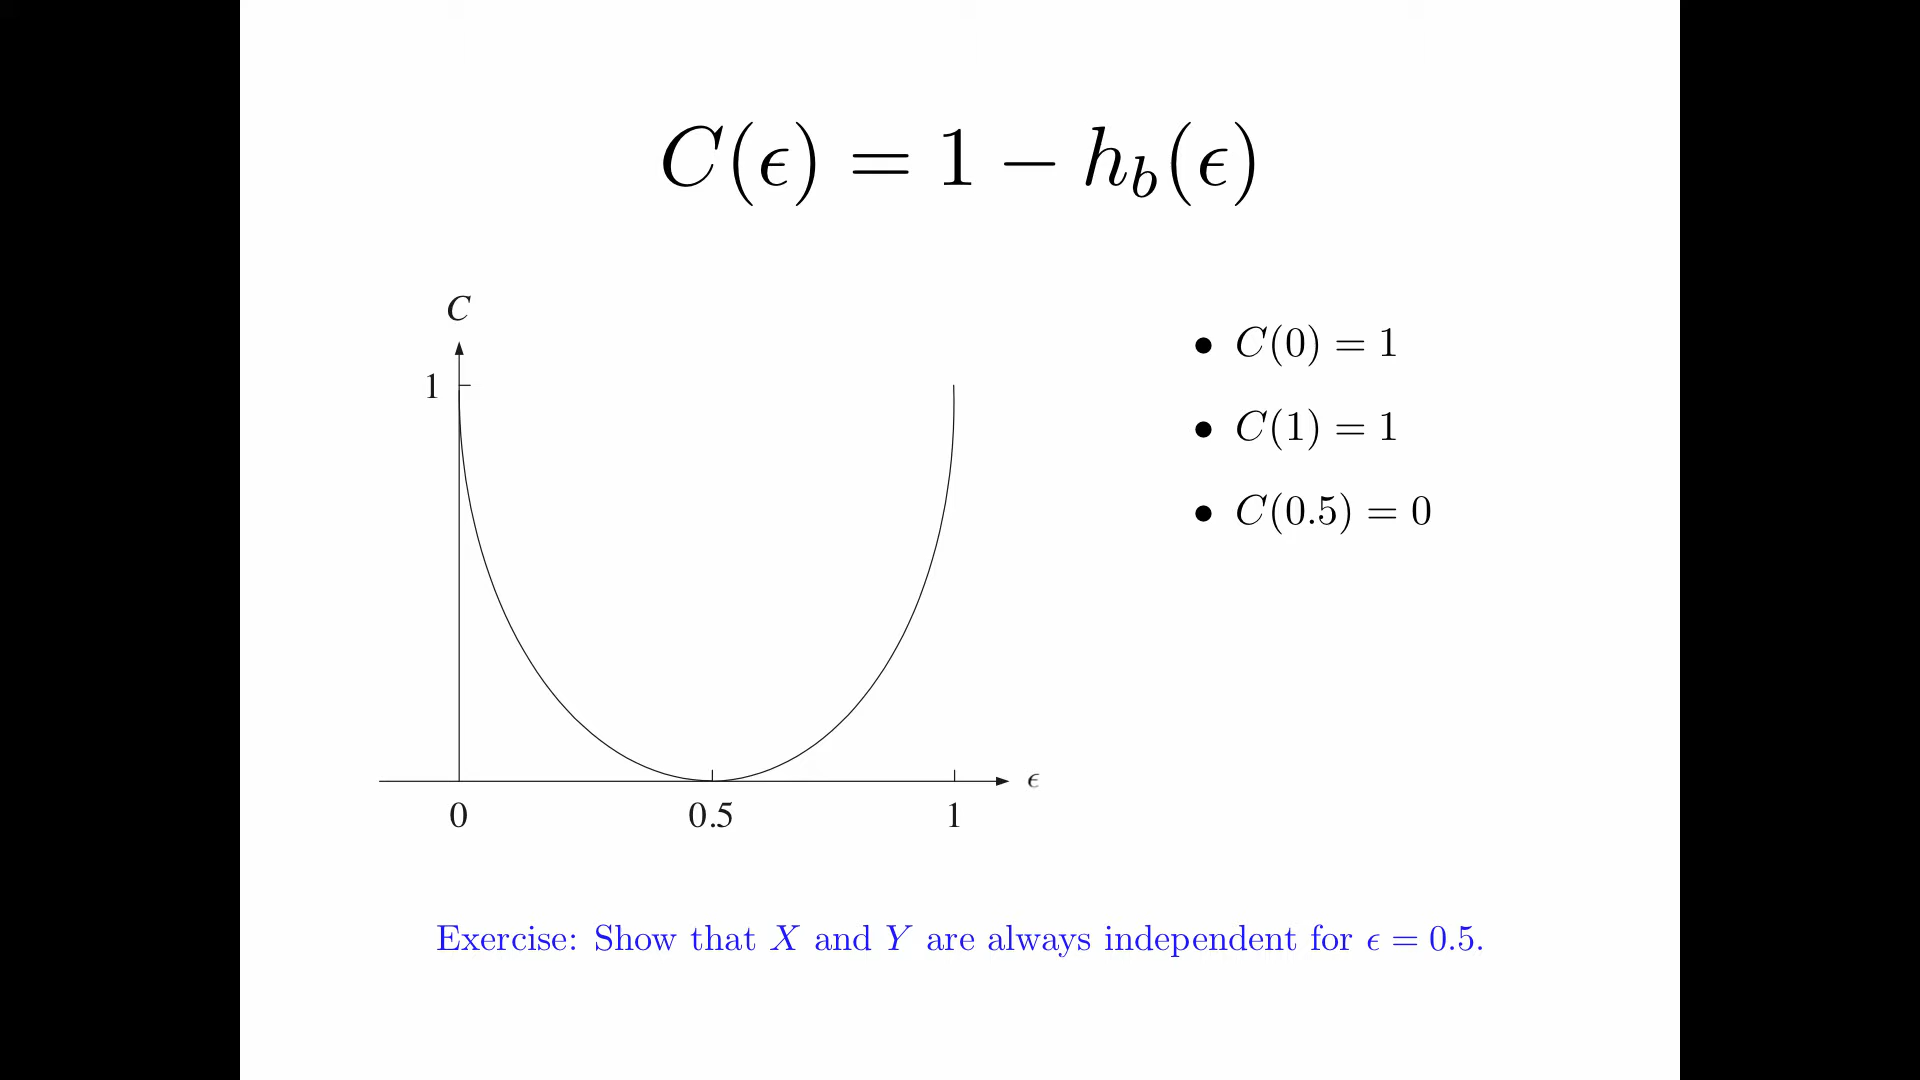 C(ϵ) = 1 − h_b(ϵ)
C
1
0 0.5 1
ϵ
• C(0) = 1
• C(1) = 1
• C(0.5) = 0
Exercise: Show that X and Y are always independent for ϵ = 0.5.